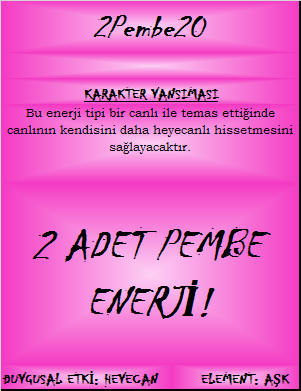 2Pembe20
KARAKTER YANSIMASI
Bu enerji tipi bir canlı ile temas ettiğinde
canlının kendisini daha heyecanlı hissetmesini
sağlayacaktır.
2 ADET PEMBE
ENERJİ!
DUYGUSAL ETKİ: HEYECAN ELEMENT: AŞK